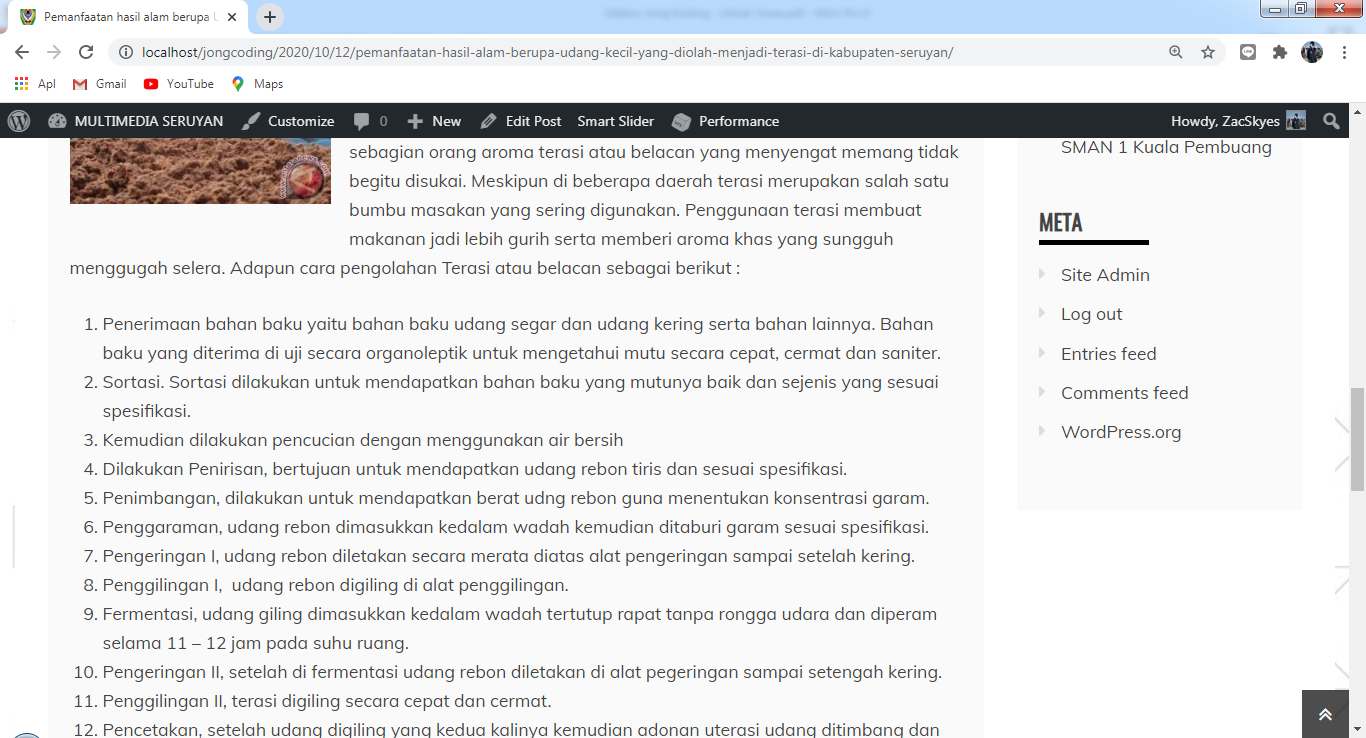 Pemanfaatan hasil alam berupa U
localhost/jongcoding/2020/10/12/pemanfaatan-hasil-alam-berupa-udang-kecil-yang-diolah-menjadi-terasi-di-kabupaten-seruyan/
Apl Gmail YouTube Maps
MULTIMEDIA SERUYAN Customize 0 New Edit Post Smart Slider Performance Howdy, ZacSkyes
sebagian orang aroma terasi atau belacan yang menyengat memang tidak
begitu disukai. Meskipun di beberapa daerah terasi merupakan salah satu
bumbu masakan yang sering digunakan. Penggunaan terasi membuat
makanan jadi lebih gurih serta memberi aroma khas yang sungguh
menggugah selera. Adapun cara pengolahan Terasi atau belacan sebagai berikut :
1. Penerimaan bahan baku yaitu bahan baku udang segar dan udang kering serta bahan lainnya. Bahan
baku yang diterima di uji secara organoleptik untuk mengetahui mutu secara cepat, cermat dan saniter.
2. Sortasi. Sortasi dilakukan untuk mendapatkan bahan baku yang mutunya baik dan sejenis yang sesuai
spesifikasi.
3. Kemudian dilakukan pencucian dengan menggunakan air bersih
4. Dilakukan Penirisan, bertujuan untuk mendapatkan udang rebon tiris dan sesuai spesifikasi.
5. Penimbangan, dilakukan untuk mendapatkan berat udng rebon guna menentukan konsentrasi garam.
6. Penggaraman, udang rebon dimasukkan kedalam wadah kemudian ditaburi garam sesuai spesifikasi.
7. Pengeringan I, udang rebon diletakan secara merata diatas alat pengeringan sampai setelah kering.
8. Penggilingan I,  udang rebon digiling di alat penggilingan.
9. Fermentasi, udang giling dimasukkan kedalam wadah tertutup rapat tanpa rongga udara dan diperam
selama 11 – 12 jam pada suhu ruang.
10. Pengeringan II, setelah di fermentasi udang rebon diletakan di alat pegeringan sampai setengah kering.
11. Penggilingan II, terasi digiling secara cepat dan cermat.
12. Pencetakan, setelah udang digiling yang kedua kalinya kemudian adonan uterasi udang ditimbang dan
SMAN 1 Kuala Pembuang
META
Site Admin
Log out
Entries feed
Comments feed
WordPress.org